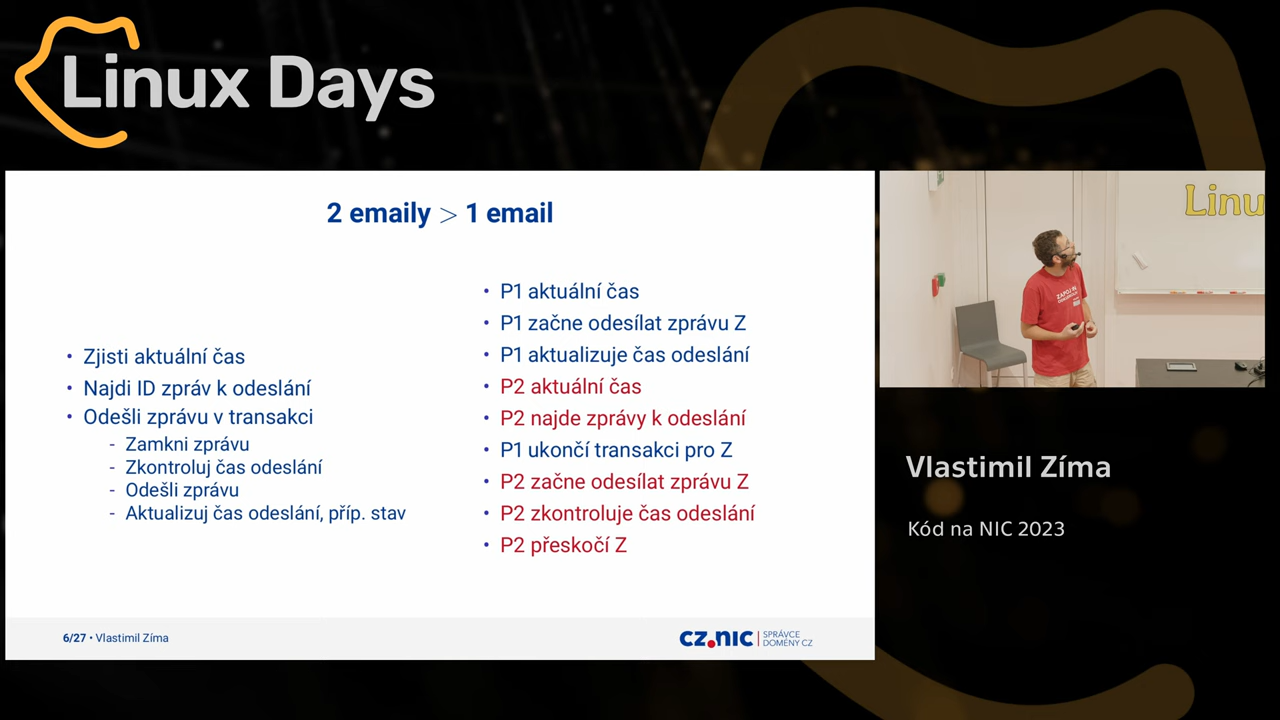 Linux Days
2 emaily > 1 email
• Zjisti aktuální čas
• Najdi ID zpráv k odeslání
• Odešli zprávu v transakci
- Zamkni zprávu
- Zkontroluj čas odeslání
- Odešli zprávu
- Aktualizuj čas odeslání, příp. stav
• P1 aktuální čas
• P1 začne odesílat zprávu Z
• P1 aktualizuje čas odeslání
• P2 aktuální čas
• P2 najde zprávy k odeslání
• P1 ukončí transakci pro Z
• P2 začne odesílat zprávu Z
• P2 zkontroluje čas odeslání
• P2 přeskočí Z
6/27 • Vlastimil Zíma
CZ.NIC
SPRÁVCE
DOMÉNY CZ
Linu
ZAPOJ SE
Vlastimil Zíma
Kód na NIC 2023